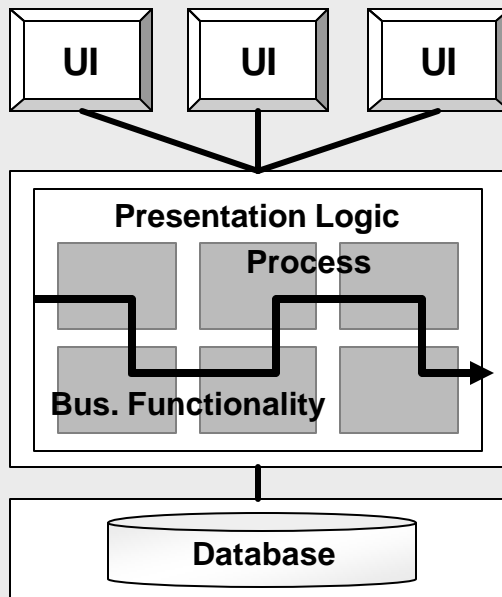 UI
UI
UI
Presentation Logic
Process
Bus. Functionality
Database